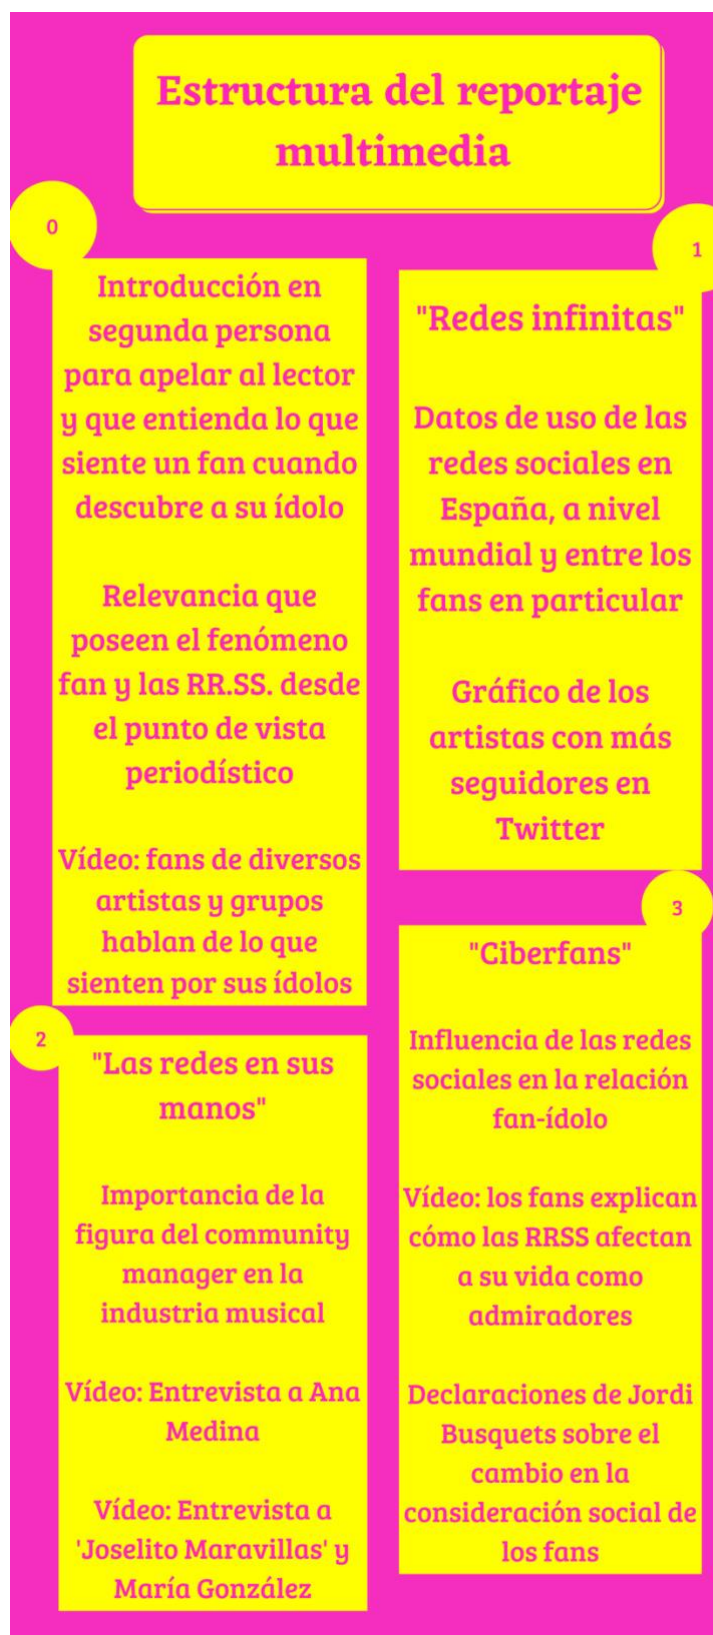 Estructura del reportaje
multimedia
0
Introducción en
segunda persona
para apelar al lector
y que entienda lo que
siente un fan cuando
descubre a su ídolo
Relevancia que
poseen el fenómeno
fan y las RR.SS. desde
el punto de vista
periodístico
Vídeo: fans de diversos
artistas y grupos
hablan de lo que
sienten por sus ídolos
1
"Redes infinitas"
Datos de uso de las
redes sociales en
España, a nivel
mundial y entre los
fans en particular
Gráfico de los
artistas con más
seguidores en
Twitter
2
"Las redes en sus
manos"
Importancia de la
figura del community
manager en la
industria musical
Vídeo: Entrevista a Ana
Medina
Vídeo: Entrevista a
'Joselito Maravillas' y
María González
3
"Ciberfans"
Influencia de las redes
sociales en la relación
fan-ídolo
Vídeo: los fans explican
cómo las RRSS afectan
a su vida como
admiradores
Declaraciones de Jordi
Busquets sobre el
cambio en la
consideración social de
los fans